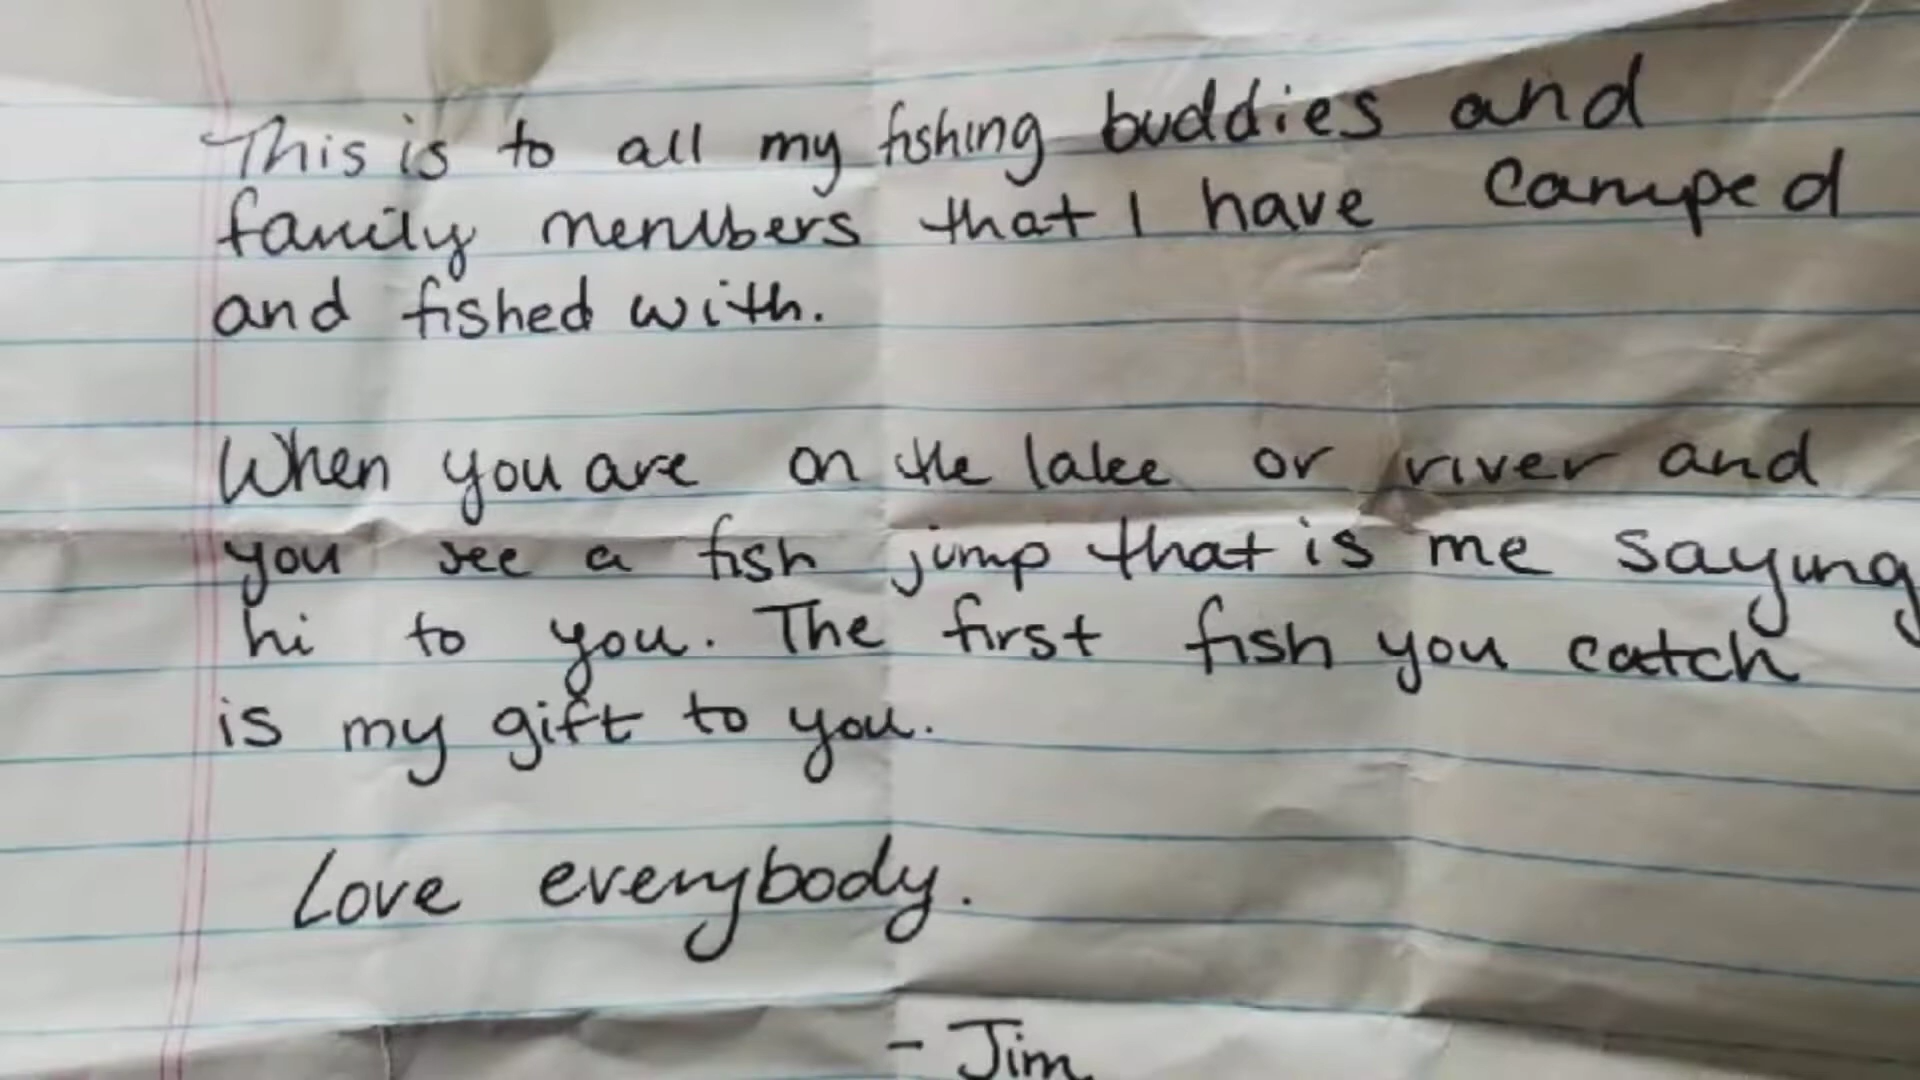 This is to all my fishing buddies and
family members that I have camped
and fished with.
When you are on the lake or river and
you see a fish jump that is me saying
hi to you. The first fish you catch
is my gift to you.
Love everybody.
- Jim